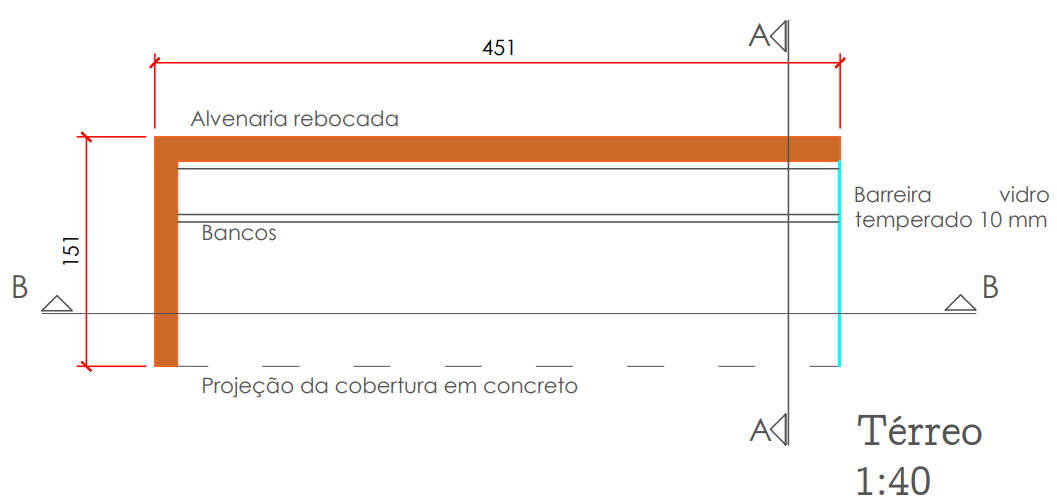 A
451
Alvenaria rebocada
Barreira vidro
temperado 10 mm
Bancos
151
B
B
Projeção da cobertura em concreto
A
Térreo
1:40